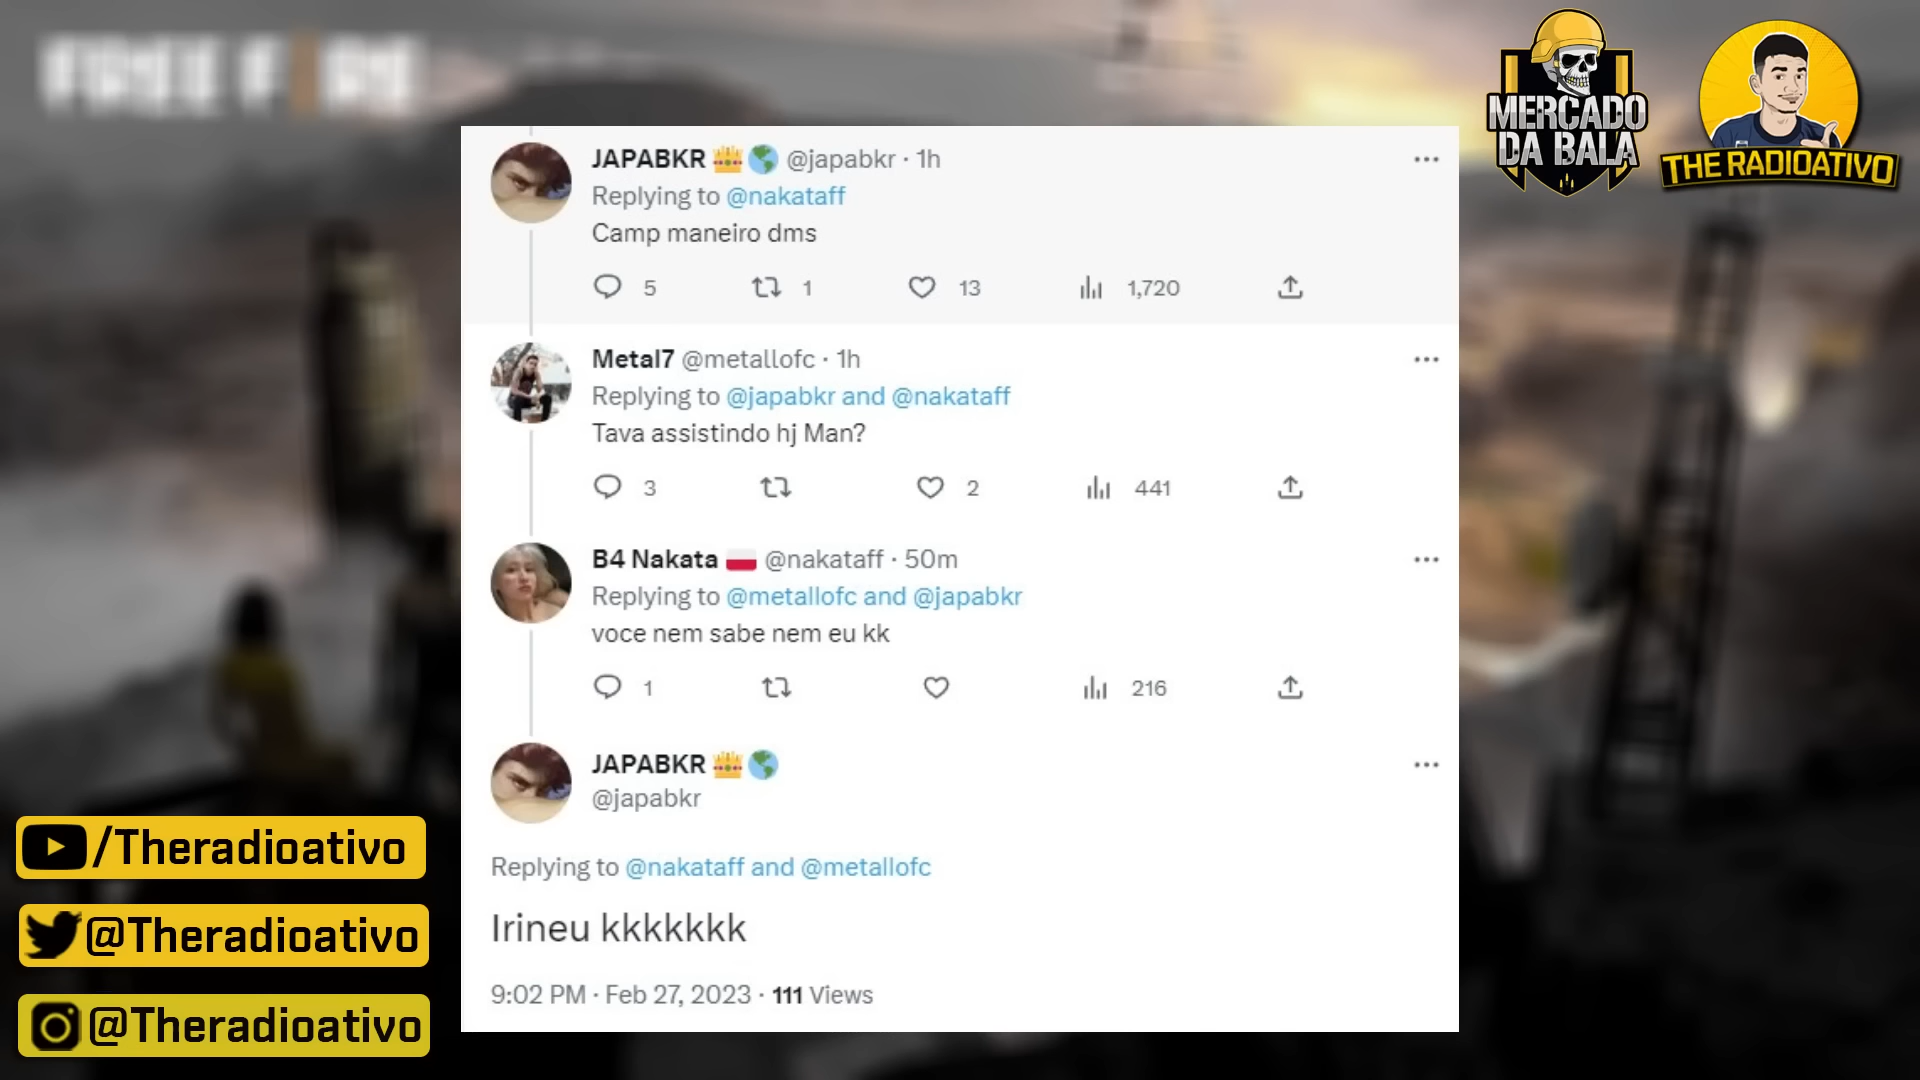 FREE FIRE
MERCADO
DA BALA
THE RADIOATIVO
JAPABKR 👑🌎 @japabkr · 1h
Replying to @nakataff
Camp maneiro dms
5 1 13 1,720
Metal7 @metallofc · 1h
Replying to @japabkr and @nakataff
Tava assistindo hj Man?
3 2 441
B4 Nakata 🇵🇱 @nakataff · 50m
Replying to @metallofc and @japabkr
voce nem sabe nem eu kk
1 216
JAPABKR 👑🌎
@japabkr
Replying to @nakataff and @metallofc
Irineu kkkkkkk
9:02 PM · Feb 27, 2023 · 111 Views
/Theradioativo
@Theradioativo
@Theradioativo